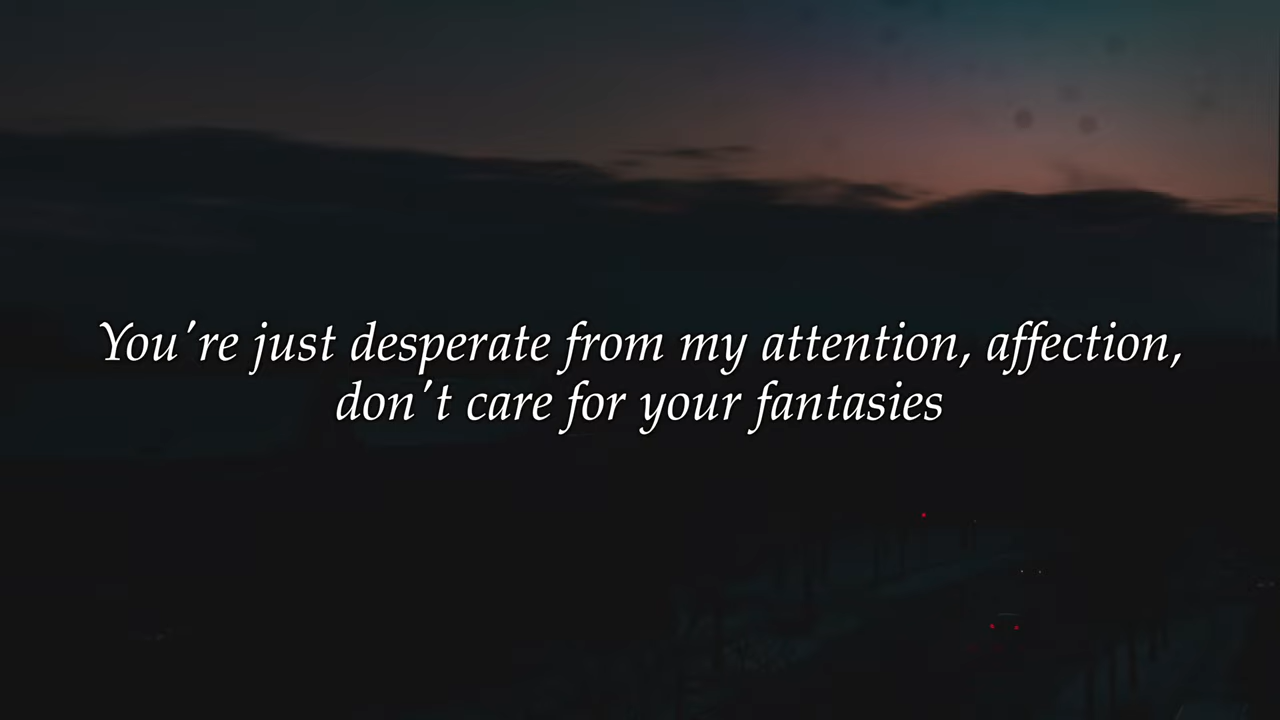 You're just desperate from my attention, affection,
don't care for your fantasies